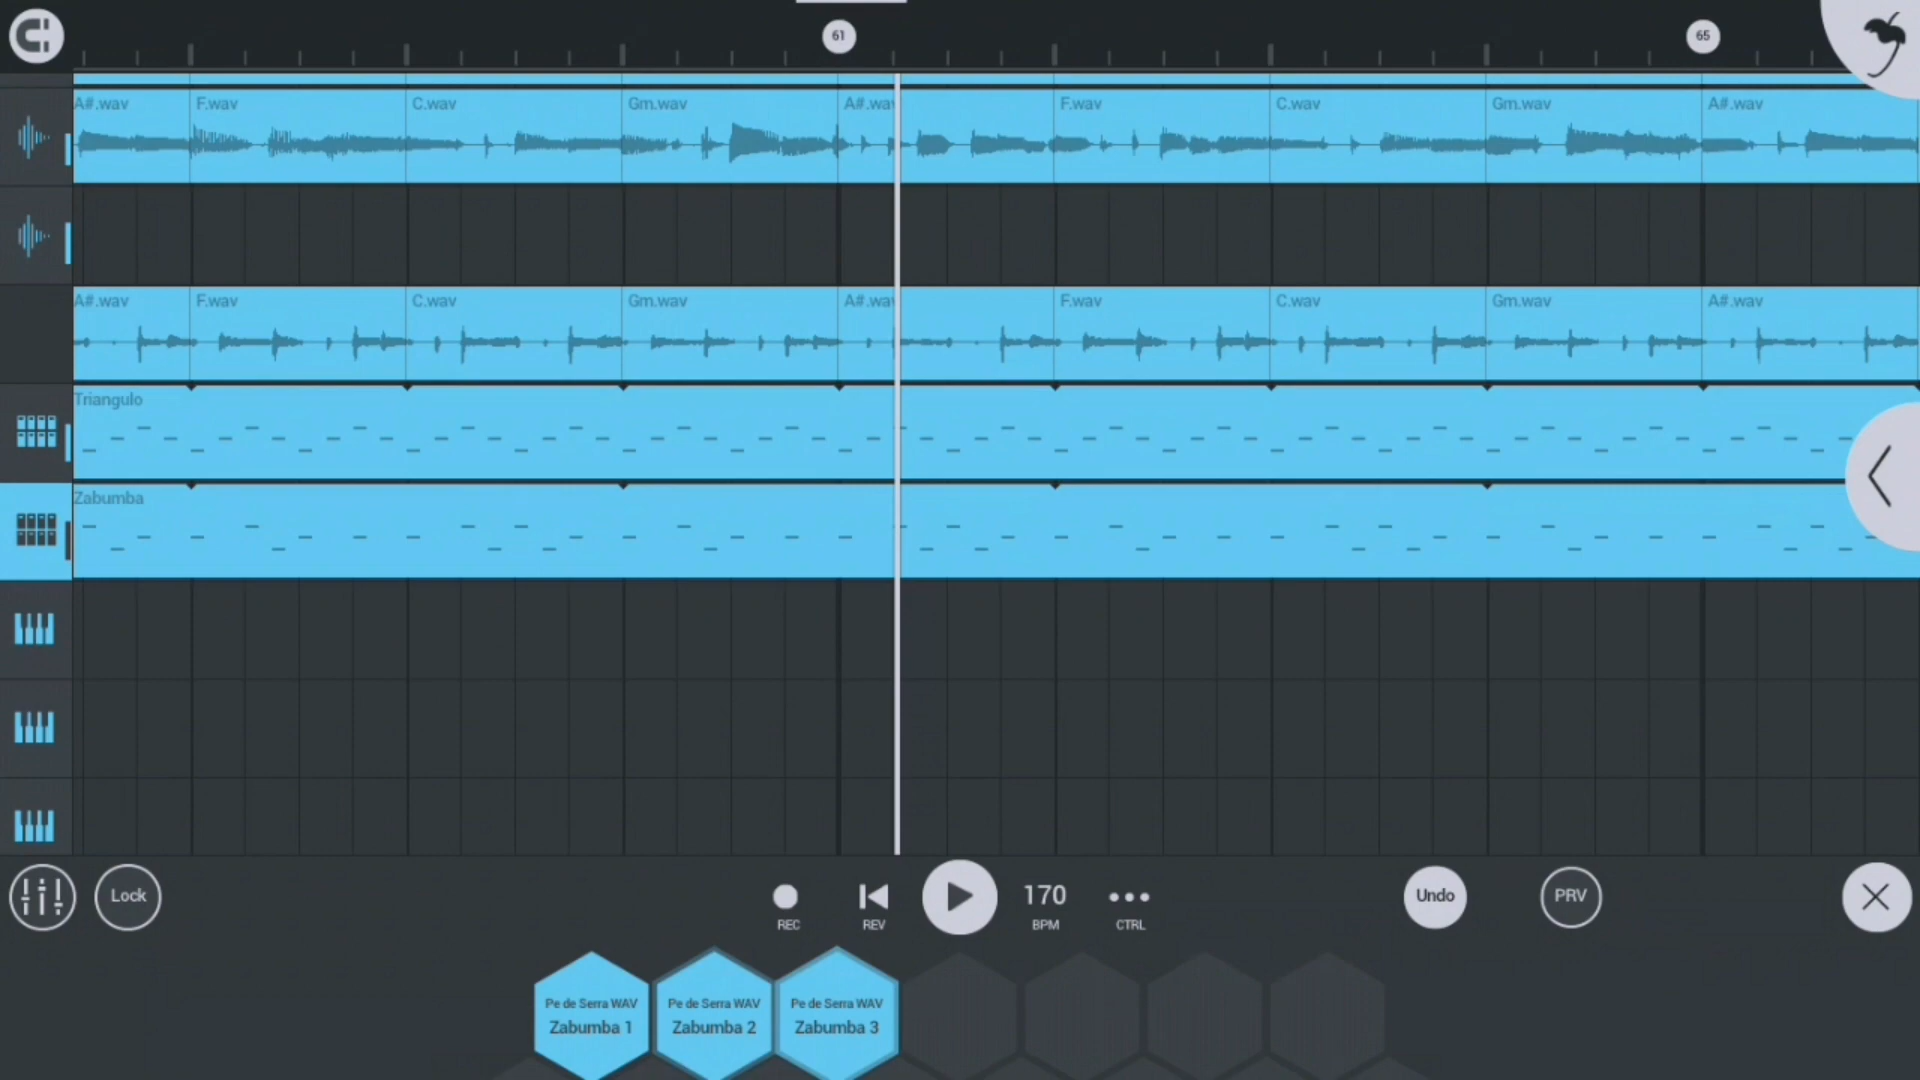 61
65
A#.wav F.wav C.wav Gm.wav A#.wav F.wav C.wav Gm.wav A#.wav
A#.wav F.wav C.wav Gm.wav A#.wav F.wav C.wav Gm.wav A#.wav
Triangulo
Zabumba
Lock
170
Undo
PRV
REC
REV
BPM
CTRL
Pe de Serra WAV
Zabumba 1
Pe de Serra WAV
Zabumba 2
Pe de Serra WAV
Zabumba 3